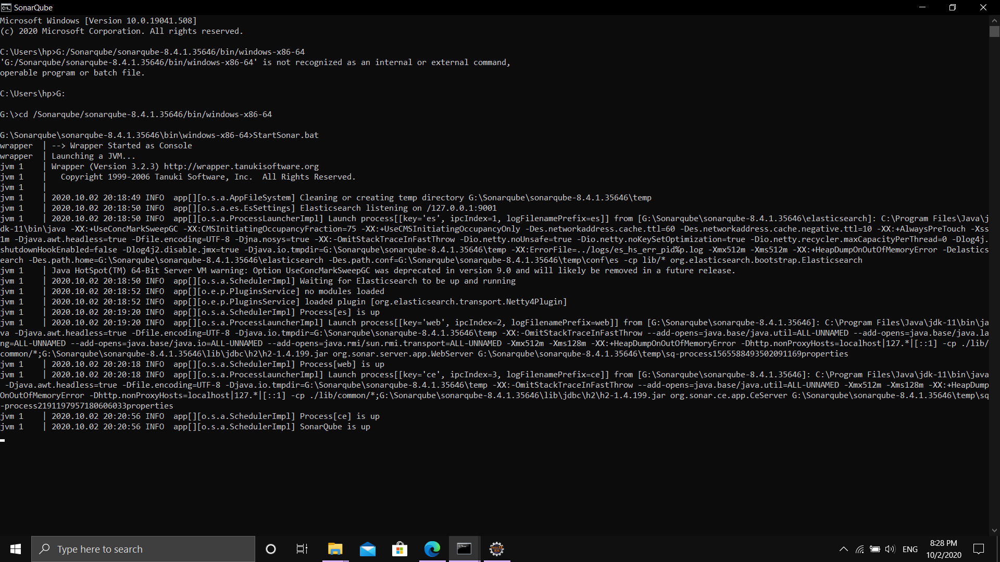 SonarQube
Microsoft Windows [Version 10.0.19041.508]
(c) 2020 Microsoft Corporation. All rights reserved.
C:\Users\hp>G:/Sonarqube/sonarqube-8.4.1.35646/bin/windows-x86-64
'G:/Sonarqube/sonarqube-8.4.1.35646/bin/windows-x86-64' is not recognized as an internal or external command,
operable program or batch file.
C:\Users\hp>G:
G:\>cd /Sonarqube/sonarqube-8.4.1.35646/bin/windows-x86-64
G:\Sonarqube\sonarqube-8.4.1.35646\bin\windows-x86-64>StartSonar.bat
wrapper  | --> Wrapper Started as Console
wrapper  | Launching a JVM...
jvm 1    | Wrapper (Version 3.2.3) http://wrapper.tanukisoftware.org
jvm 1    |   Copyright 1999-2006 Tanuki Software, Inc.  All Rights Reserved.
jvm 1    |
jvm 1    | 2020.10.02 20:18:49 INFO  app[][o.s.a.AppFileSystem] Cleaning or creating temp directory G:\Sonarqube\sonarqube-8.4.1.35646\temp
jvm 1    | 2020.10.02 20:18:50 INFO  app[][o.s.a.es.EsSettings] Elasticsearch listening on /127.0.0.1:9001
jvm 1    | 2020.10.02 20:18:50 INFO  app[][o.s.a.ProcessLauncherImpl] Launch process[[key='es', ipcIndex=1, logFilenamePrefix=es]] from [G:\Sonarqube\sonarqube-8.4.1.35646\elasticsearch]: C:\Program Files\Java\j
dk-11\bin\java -XX:+UseConcMarkSweepGC -XX:CMSInitiatingOccupancyFraction=75 -XX:+UseCMSInitiatingOccupancyOnly -Des.networkaddress.cache.ttl=60 -Des.networkaddress.cache.negative.ttl=10 -XX:+AlwaysPreTouch -Xss
1m -Djava.awt.headless=true -Dfile.encoding=UTF-8 -Djna.nosys=true -XX:-OmitStackTraceInFastThrow -Dio.netty.noUnsafe=true -Dio.netty.noKeySetOptimization=true -Dio.netty.recycler.maxCapacityPerThread=0 -Dlog4j.
shutdownHookEnabled=false -Dlog4j2.disable.jmx=true -Djava.io.tmpdir=G:\Sonarqube\sonarqube-8.4.1.35646\temp -XX:ErrorFile=../logs/es_hs_err_pid%p.log -Xmx512m -Xms512m -XX:+HeapDumpOnOutOfMemoryError -Delastics
earch -Des.path.home=G:\Sonarqube\sonarqube-8.4.1.35646\elasticsearch -Des.path.conf=G:\Sonarqube\sonarqube-8.4.1.35646\temp\conf\es -cp lib/* org.elasticsearch.bootstrap.Elasticsearch
jvm 1    | Java HotSpot(TM) 64-Bit Server VM warning: Option UseConcMarkSweepGC was deprecated in version 9.0 and will likely be removed in a future release.
jvm 1    | 2020.10.02 20:18:50 INFO  app[][o.s.a.SchedulerImpl] Waiting for Elasticsearch to be up and running
jvm 1    | 2020.10.02 20:18:52 INFO  app[][o.e.p.PluginsService] no modules loaded
jvm 1    | 2020.10.02 20:18:52 INFO  app[][o.e.p.PluginsService] loaded plugin [org.elasticsearch.transport.Netty4Plugin]
jvm 1    | 2020.10.02 20:19:20 INFO  app[][o.s.a.SchedulerImpl] Process[es] is up
jvm 1    | 2020.10.02 20:19:20 INFO  app[][o.s.a.ProcessLauncherImpl] Launch process[[key='web', ipcIndex=2, logFilenamePrefix=web]] from [G:\Sonarqube\sonarqube-8.4.1.35646]: C:\Program Files\Java\jdk-11\bin\ja
va -Djava.awt.headless=true -Dfile.encoding=UTF-8 -Djava.io.tmpdir=G:\Sonarqube\sonarqube-8.4.1.35646\temp -XX:-OmitStackTraceInFastThrow --add-opens=java.base/java.util=ALL-UNNAMED --add-opens=java.base/java.la
ng=ALL-UNNAMED --add-opens=java.base/java.io=ALL-UNNAMED --add-opens=java.rmi/sun.rmi.transport=ALL-UNNAMED -Xmx512m -Xms128m -XX:+HeapDumpOnOutOfMemoryError -Dhttp.nonProxyHosts=localhost|127.*|[::1] -cp ./lib/
common/*;G:\Sonarqube\sonarqube-8.4.1.35646\lib\jdbc\h2\h2-1.4.199.jar org.sonar.server.app.WebServer G:\Sonarqube\sonarqube-8.4.1.35646\temp\sq-process1565588493502091169properties
jvm 1    | 2020.10.02 20:20:18 INFO  app[][o.s.a.SchedulerImpl] Process[web] is up
jvm 1    | 2020.10.02 20:20:18 INFO  app[][o.s.a.ProcessLauncherImpl] Launch process[[key='ce', ipcIndex=3, logFilenamePrefix=ce]] from [G:\Sonarqube\sonarqube-8.4.1.35646]: C:\Program Files\Java\jdk-11\bin\java
 -Djava.awt.headless=true -Dfile.encoding=UTF-8 -Djava.io.tmpdir=G:\Sonarqube\sonarqube-8.4.1.35646\temp -XX:-OmitStackTraceInFastThrow --add-opens=java.base/java.util=ALL-UNNAMED -Xmx512m -Xms128m -XX:+HeapDump
OnOutOfMemoryError -Dhttp.nonProxyHosts=localhost|127.*|[::1] -cp ./lib/common/*;G:\Sonarqube\sonarqube-8.4.1.35646\lib\jdbc\h2\h2-1.4.199.jar org.sonar.ce.app.CeServer G:\Sonarqube\sonarqube-8.4.1.35646\temp\sq
-process2191197957180606033properties
jvm 1    | 2020.10.02 20:20:56 INFO  app[][o.s.a.SchedulerImpl] Process[ce] is up
jvm 1    | 2020.10.02 20:20:56 INFO  app[][o.s.a.SchedulerImpl] SonarQube is up
Type here to search
ENG
8:28 PM
10/2/2020